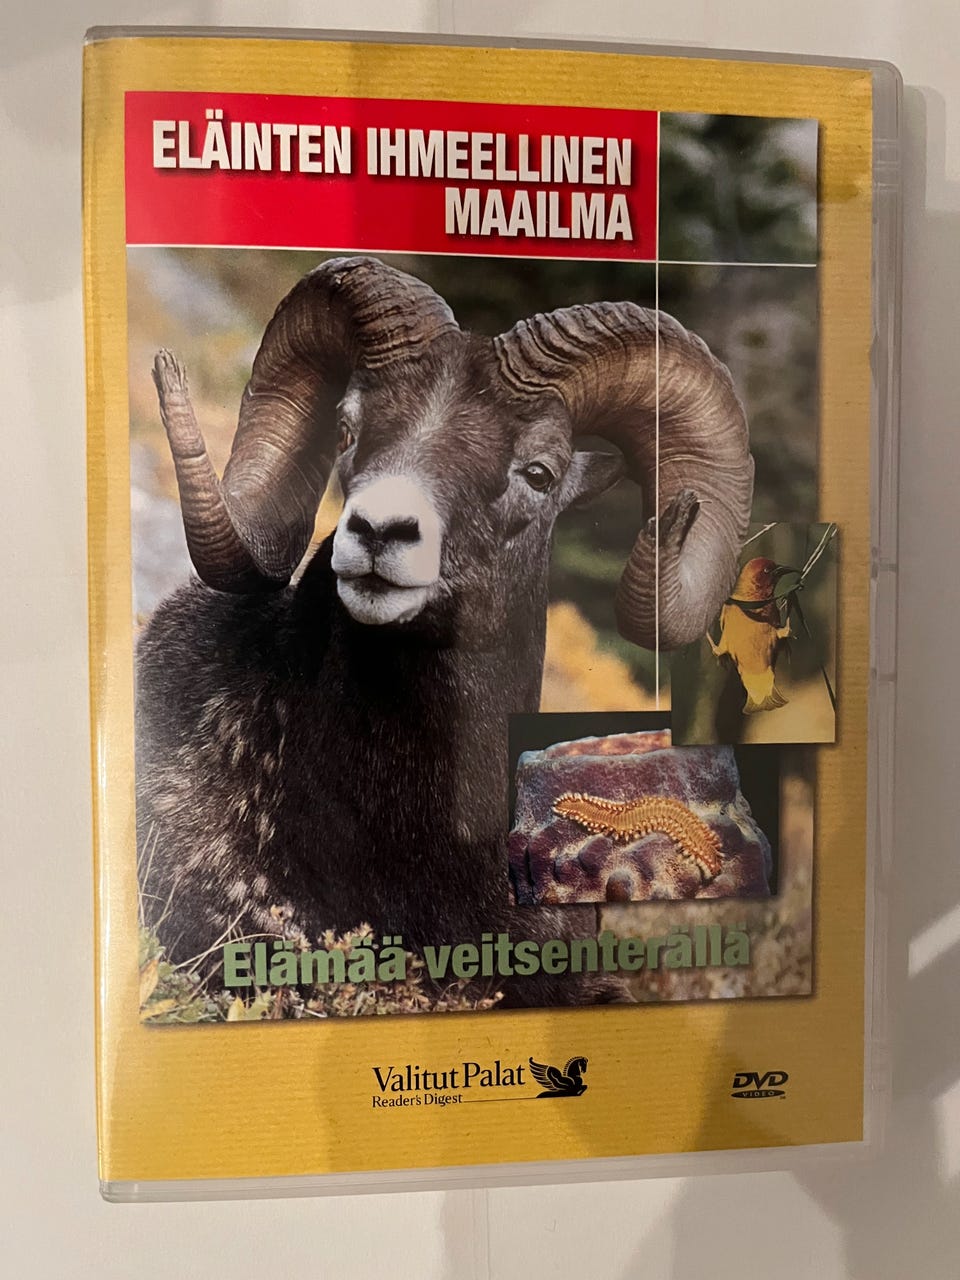 ELÄINTEN IHMEELLINEN
MAAILMA
Elämää veitsenterällä
Valitut Palat
Reader's Digest
DVD
VIDEO